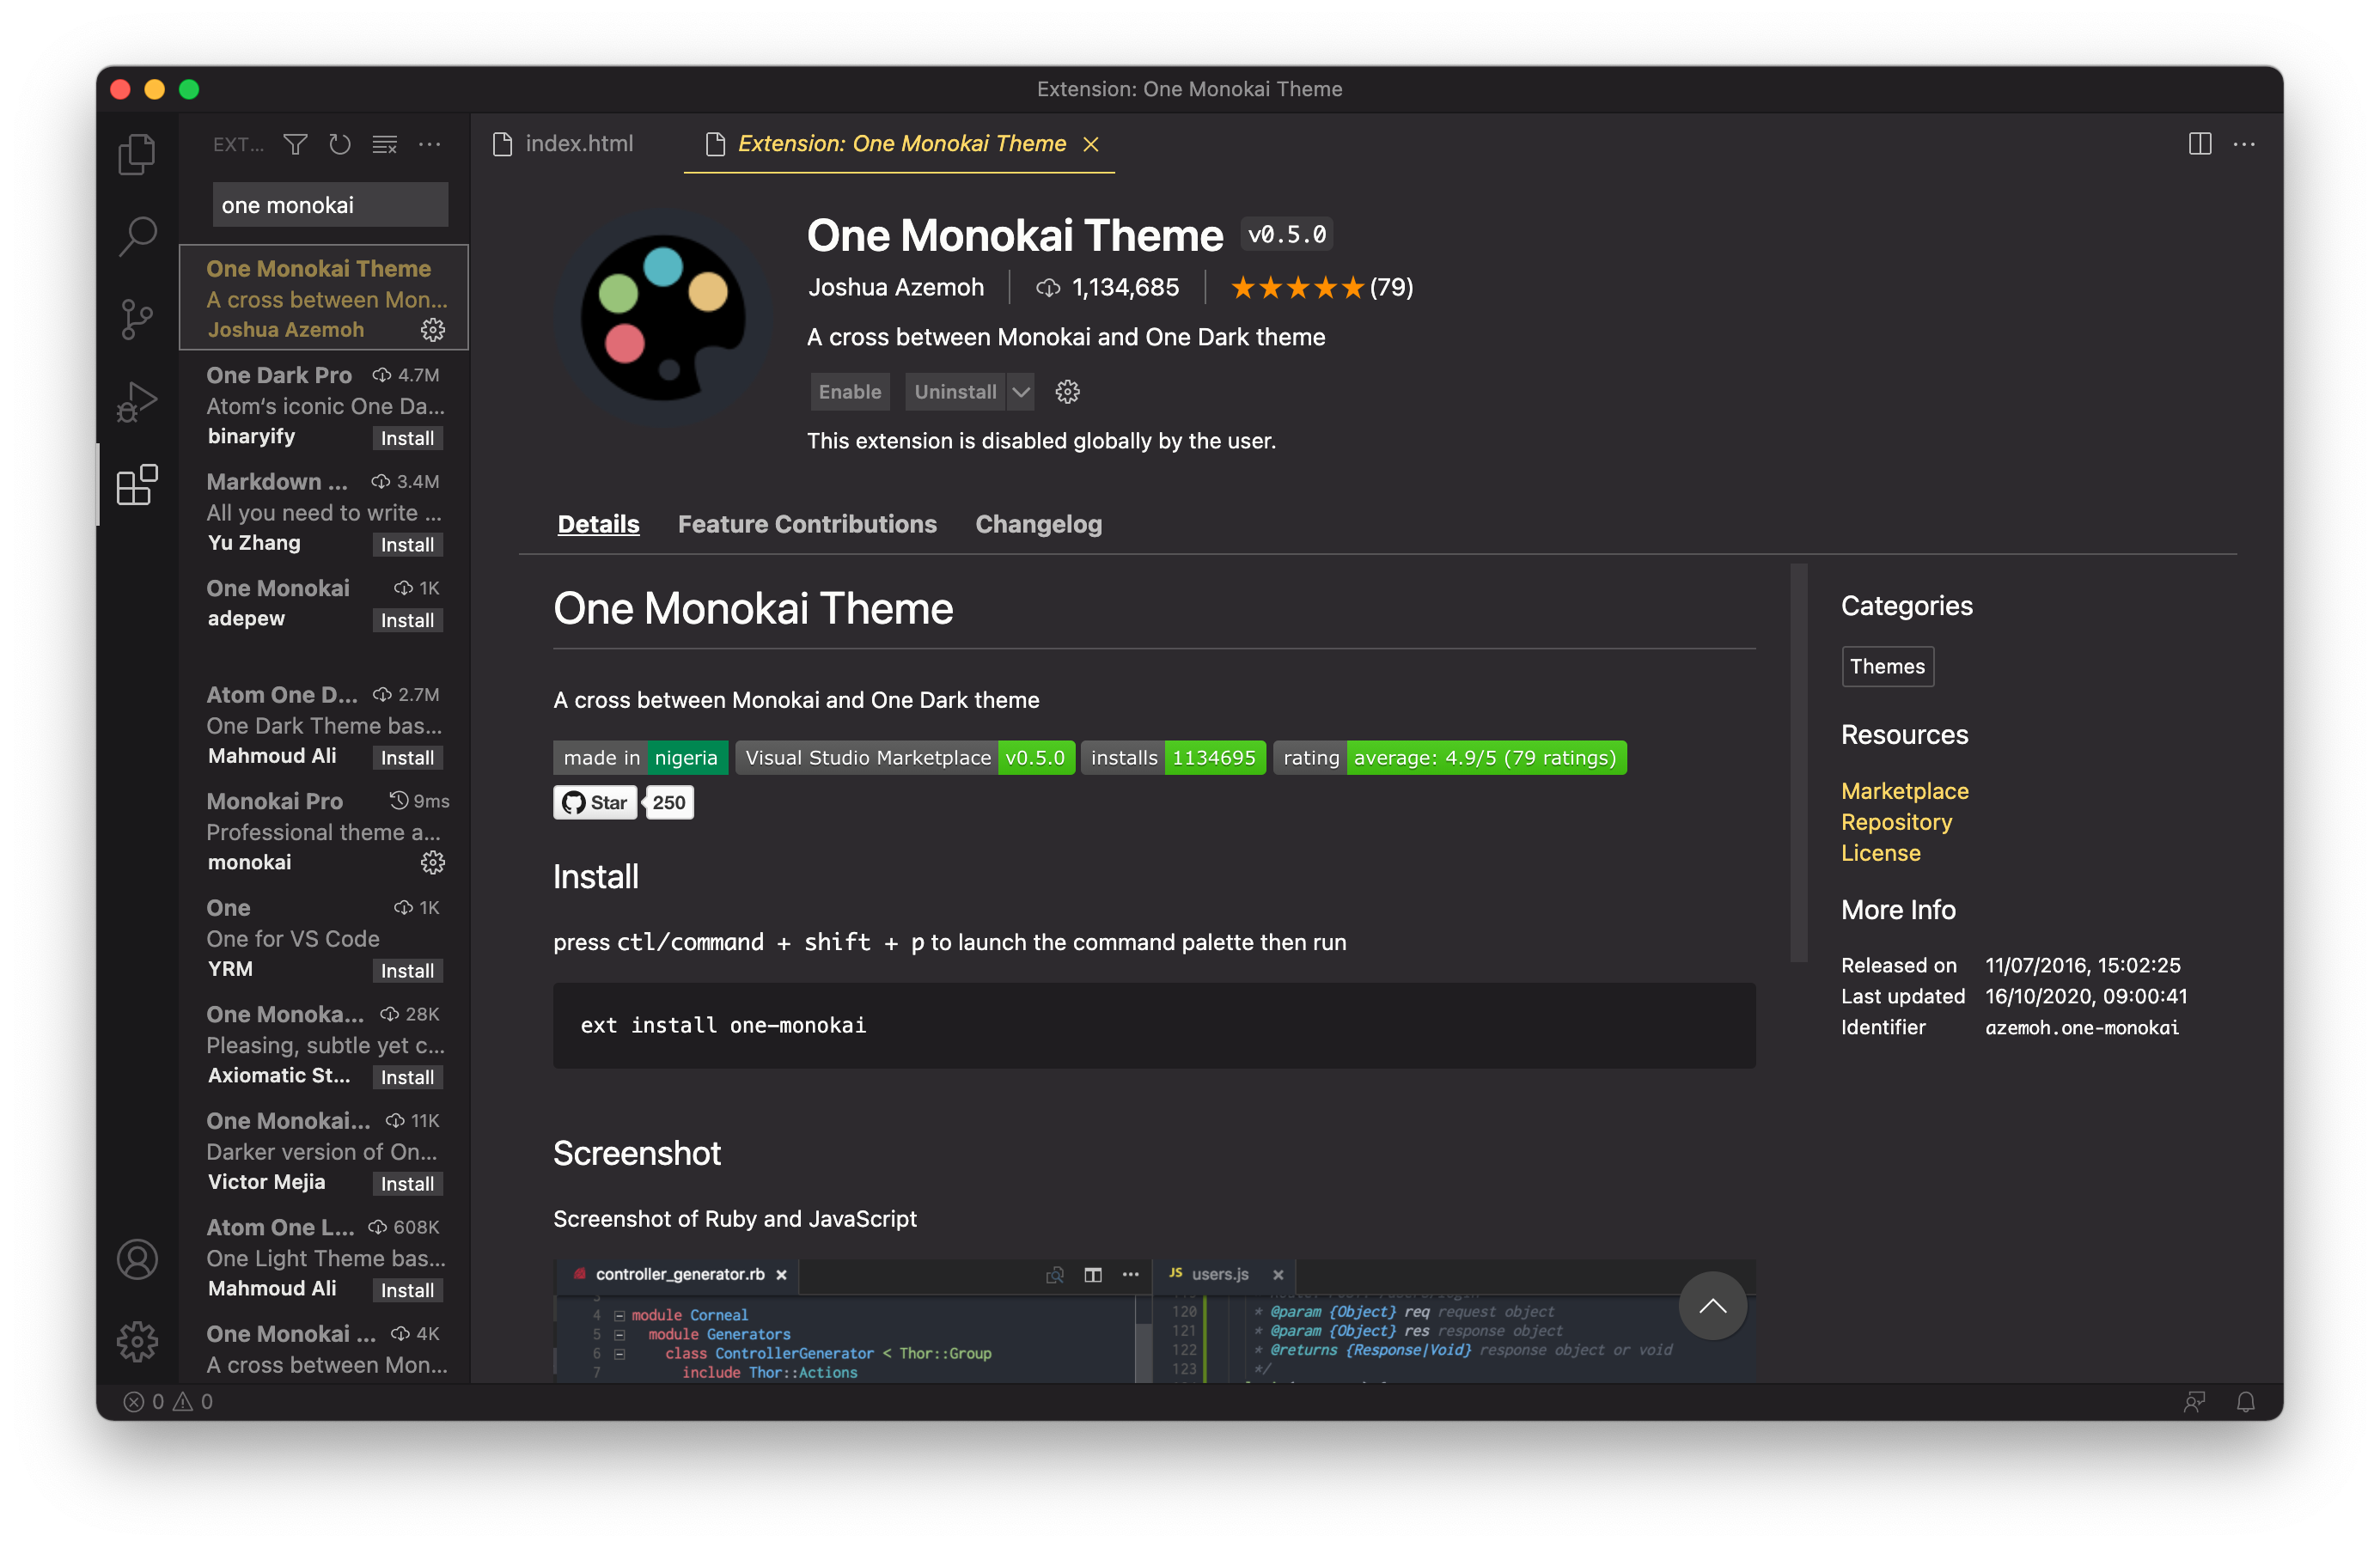 Extension: One Monokai Theme
EXT...
index.html
Extension: One Monokai Theme
one monokai
One Monokai Theme
A cross between Mon...
Joshua Azemoh
One Dark Pro 4.7M
Atom's iconic One Da...
binaryify Install
Markdown ... 3.4M
All you need to write ...
Yu Zhang Install
One Monokai 1K
adepew Install
Atom One D... 2.7M
One Dark Theme bas...
Mahmoud Ali Install
Monokai Pro 9ms
Professional theme a...
monokai
One 1K
One for VS Code
YRM Install
One Monoka... 28K
Pleasing, subtle yet c...
Axiomatic St... Install
One Monokai... 11K
Darker version of On...
Victor Mejia Install
Atom One L... 608K
One Light Theme bas...
Mahmoud Ali Install
One Monokai ... 4K
A cross between Mon...
One Monokai Theme v0.5.0
Joshua Azemoh 1,134,685 (79)
A cross between Monokai and One Dark theme
Enable Uninstall
This extension is disabled globally by the user.
Details Feature Contributions Changelog
One Monokai Theme
A cross between Monokai and One Dark theme
made in nigeria Visual Studio Marketplace v0.5.0 installs 1134695 rating average: 4.9/5 (79 ratings)
Star 250
Install
press ctl/command + shift + p to launch the command palette then run
ext install one-monokai
Screenshot
Screenshot of Ruby and JavaScript
controller_generator.rb
4 module Corneal
5 module Generators
6 class ControllerGenerator < Thor::Group
7 include Thor::Actions
JS users.js
120 * @param {Object} req request object
121 * @param {Object} res response object
122 * @returns {Response|Void} response object or void
123 */
Categories
Themes
Resources
Marketplace
Repository
License
More Info
Released on 11/07/2016, 15:02:25
Last updated 16/10/2020, 09:00:41
Identifier azemoh.one-monokai
0 0